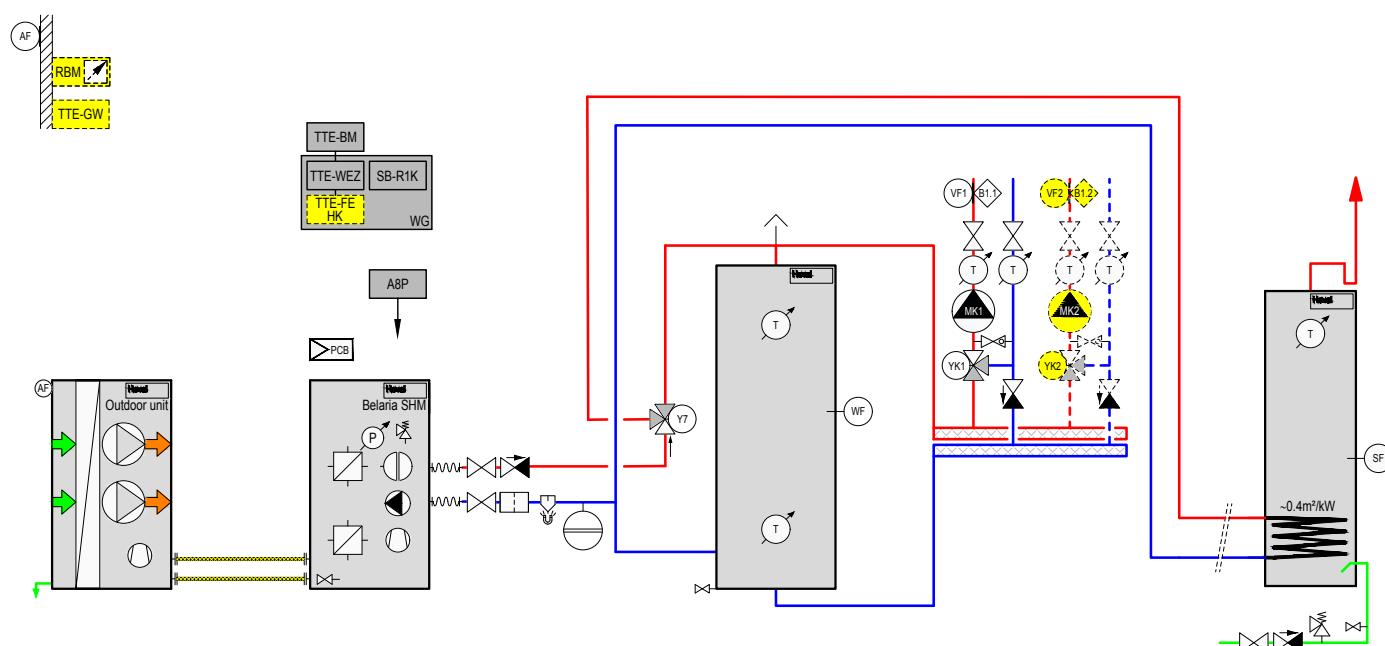 AF
RBM
TTE-GW
TTE-BM
TTE-WEZ
SB-R1K
TTE-FE
HK
WG
A8P
PCB
AF
Outdoor unit
Belaria SHM
P
Y7
T
T
WF
VF1
B1.1
VF2
B1.2
T
T
T
T
MK1
MK2
YK1
YK2
T
SF
~0.4m²/kW